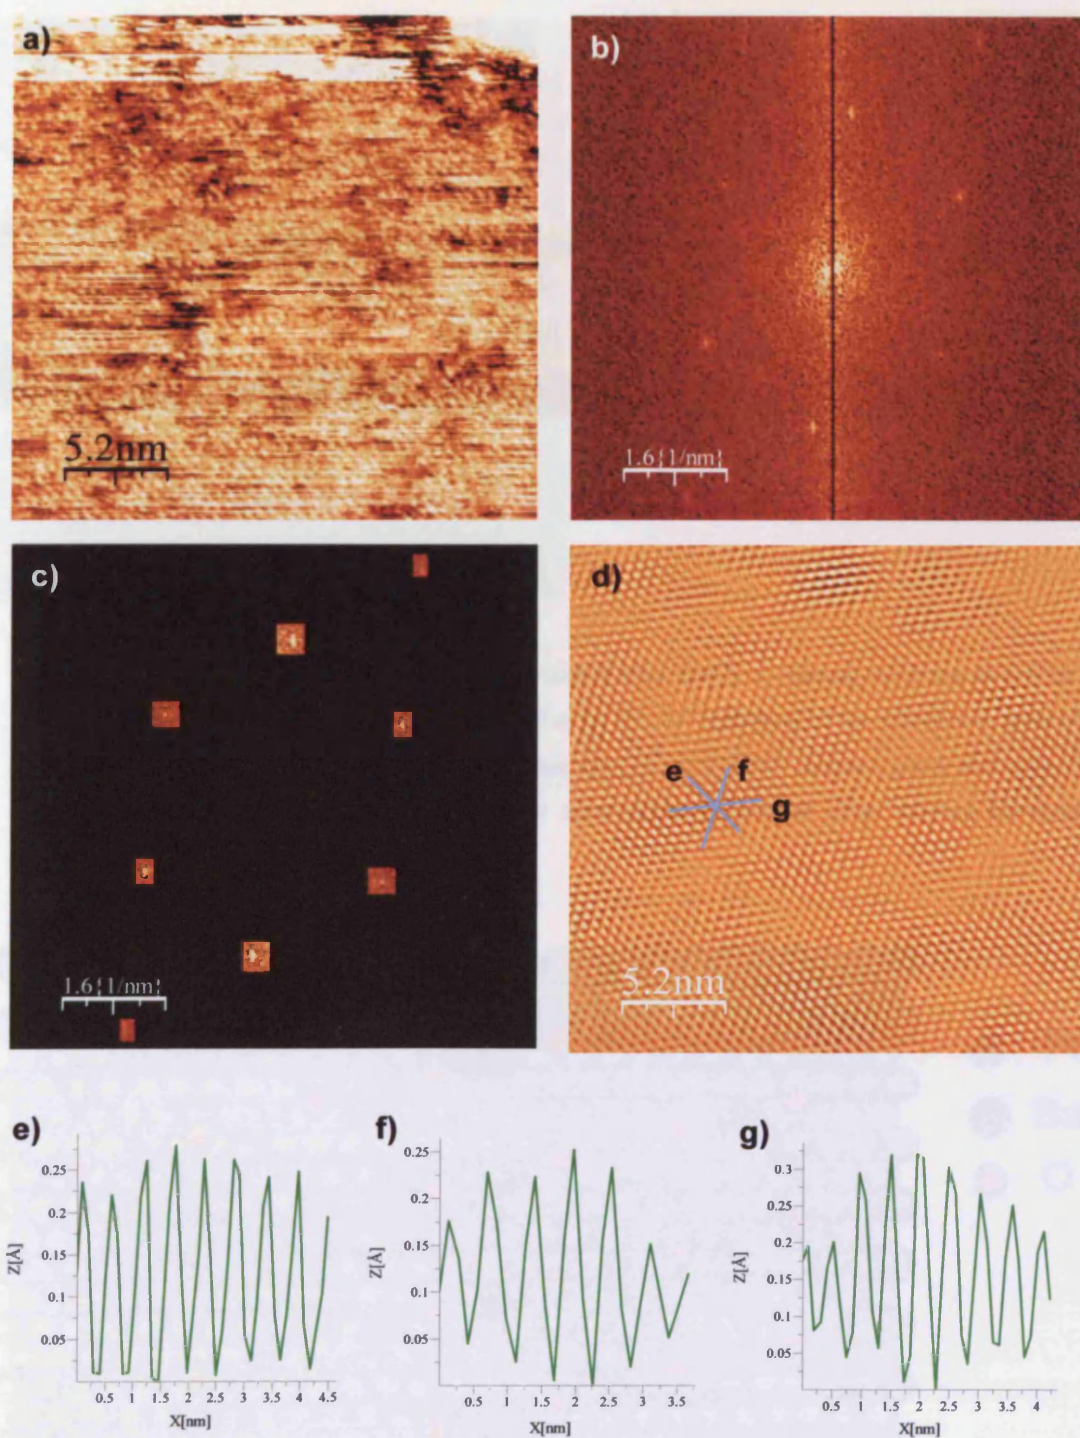 a)
5.2nm
b)
1.6{1/nm}
c)
1.6{1/nm}
d)
e
f
g
5.2nm
e)
Z[Å]
0.25
0.2
0.15
0.1
0.05
0.5 1 1.5 2 2.5 3 3.5 4 4.5
X[nm]
f)
Z[Å]
0.25
0.2
0.15
0.1
0.05
0.5 1 1.5 2 2.5 3 3.5
X[nm]
g)
Z[Å]
0.3
0.25
0.2
0.15
0.1
0.05
0.5 1 1.5 2 2.5 3 3.5 4
X[nm]